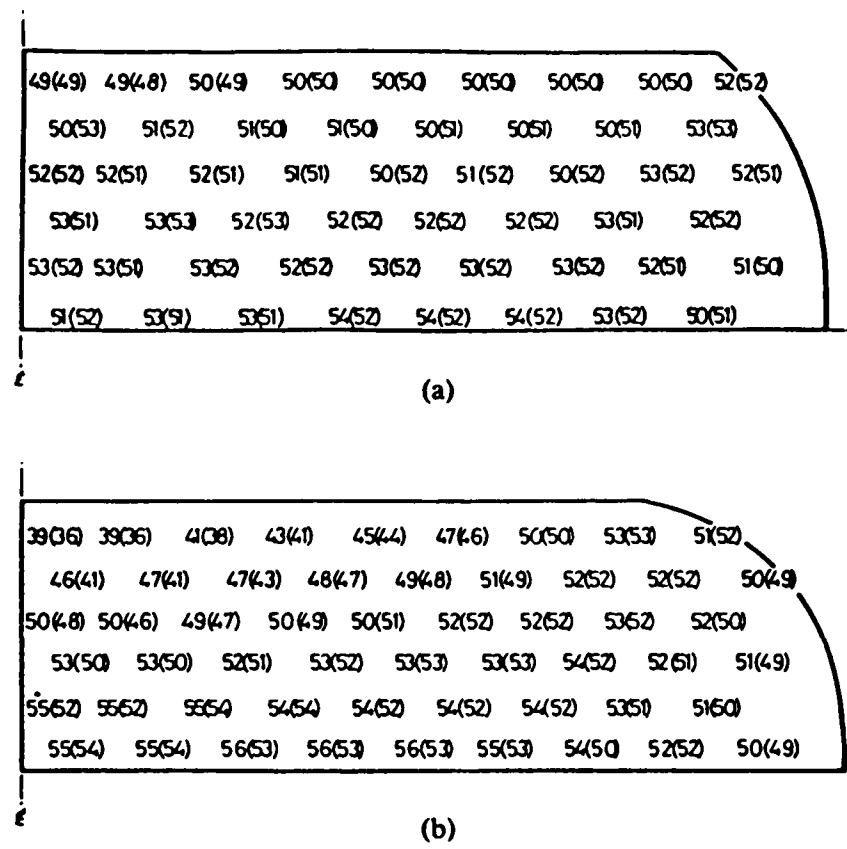 49(49) 49(48) 50(49) 50(50) 50(50) 50(50) 50(50) 50(50) 52(52)
50(53) 51(52) 51(50) 51(50) 50(51) 50(51) 50(51) 53(53)
52(52) 52(51) 52(51) 51(51) 50(52) 51(52) 50(52) 53(52) 52(51)
53(51) 53(53) 52(53) 52(52) 52(52) 52(52) 53(51) 52(52)
53(52) 53(50) 53(52) 52(52) 53(52) 53(52) 53(52) 52(51) 51(50)
51(52) 53(51) 53(51) 54(52) 54(52) 54(52) 53(52) 50(51)
(a)
39(36) 39(36) 41(38) 43(41) 45(44) 47(46) 50(50) 53(53) 51(52)
46(41) 47(41) 47(43) 48(47) 49(48) 51(49) 52(52) 52(52) 50(49)
50(48) 50(46) 49(47) 50(49) 50(51) 52(52) 52(52) 53(52) 52(50)
53(50) 53(50) 52(51) 53(52) 53(53) 53(53) 54(52) 52(51) 51(49)
55(52) 55(52) 55(54) 54(54) 54(52) 54(52) 54(52) 53(51) 51(50)
55(54) 55(54) 56(53) 56(53) 56(53) 55(53) 54(50) 52(52) 50(49)
(b)